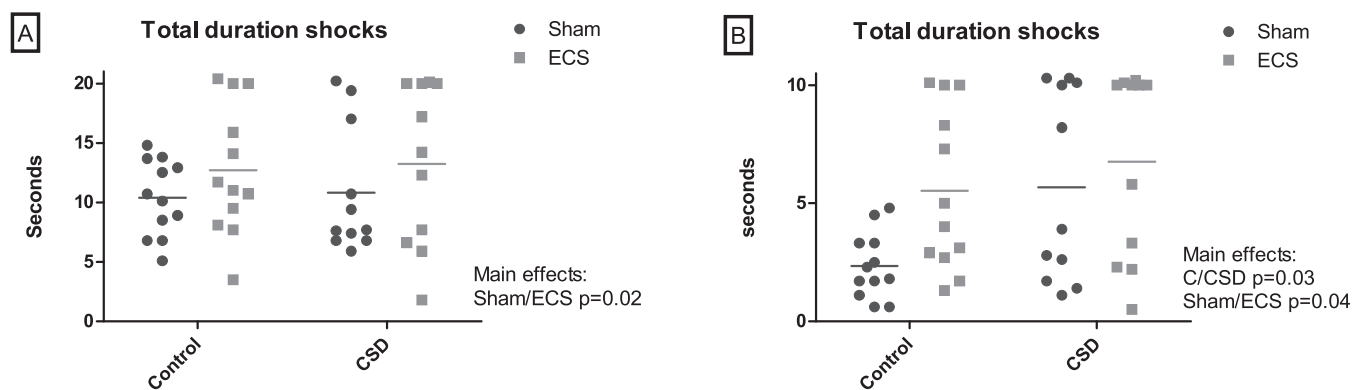 A
Total duration shocks
Sham
ECS
Seconds
20
15
10
5
0
Control
CSD
Main effects:
Sham/ECS p=0.02
B
Total duration shocks
Sham
ECS
seconds
10
5
0
Control
CSD
Main effects:
C/CSD p=0.03
Sham/ECS p=0.04